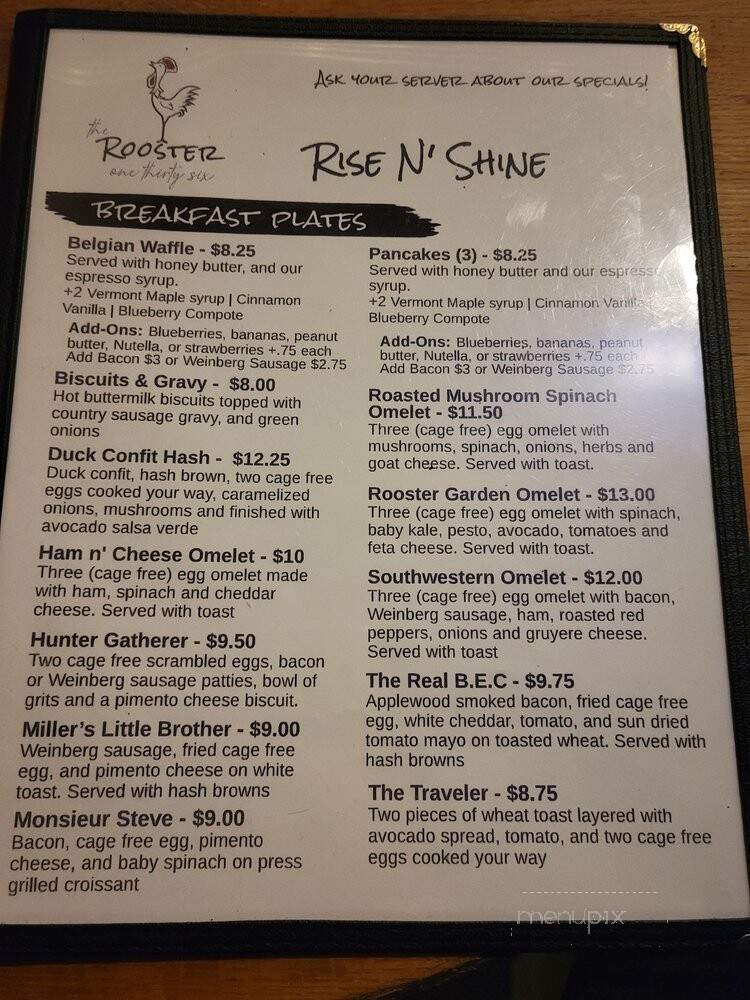 Ask your server about our specials!
the
Rooster
one thirty six
Rise N' Shine
Breakfast Plates
Belgian Waffle - $8.25
Served with honey butter, and our
espresso syrup.
+2 Vermont Maple syrup | Cinnamon
Vanilla | Blueberry Compote
Add-Ons: Blueberries, bananas, peanut
butter, Nutella, or strawberries +.75 each
Add Bacon $3 or Weinberg Sausage $2.75
Biscuits & Gravy - $8.00
Hot buttermilk biscuits topped with
country sausage gravy, and green
onions
Duck Confit Hash - $12.25
Duck confit, hash brown, two cage free
eggs cooked your way, caramelized
onions, mushrooms and finished with
avocado salsa verde
Ham n' Cheese Omelet - $10
Three (cage free) egg omelet made
with ham, spinach and cheddar
cheese. Served with toast
Hunter Gatherer - $9.50
Two cage free scrambled eggs, bacon
or Weinberg sausage patties, bowl of
grits and a pimento cheese biscuit.
Miller's Little Brother - $9.00
Weinberg sausage, fried cage free
egg, and pimento cheese on white
toast. Served with hash browns
Monsieur Steve - $9.00
Bacon, cage free egg, pimento
cheese, and baby spinach on press
grilled croissant
Pancakes (3) - $8.25
Served with honey butter and our espresso
syrup.
+2 Vermont Maple syrup | Cinnamon Vanilla |
Blueberry Compote
Add-Ons: Blueberries, bananas, peanut
butter, Nutella, or strawberries +.75 each
Add Bacon $3 or Weinberg Sausage $2.75
Roasted Mushroom Spinach
Omelet - $11.50
Three (cage free) egg omelet with
mushrooms, spinach, onions, herbs and
goat cheese. Served with toast.
Rooster Garden Omelet - $13.00
Three (cage free) egg omelet with spinach,
baby kale, pesto, avocado, tomatoes and
feta cheese. Served with toast.
Southwestern Omelet - $12.00
Three (cage free) egg omelet with bacon,
Weinberg sausage, ham, roasted red
peppers, onions and gruyere cheese.
Served with toast
The Real B.E.C - $9.75
Applewood smoked bacon, fried cage free
egg, white cheddar, tomato, and sun dried
tomato mayo on toasted wheat. Served with
hash browns
The Traveler - $8.75
Two pieces of wheat toast layered with
avocado spread, tomato, and two cage free
eggs cooked your way
menupix